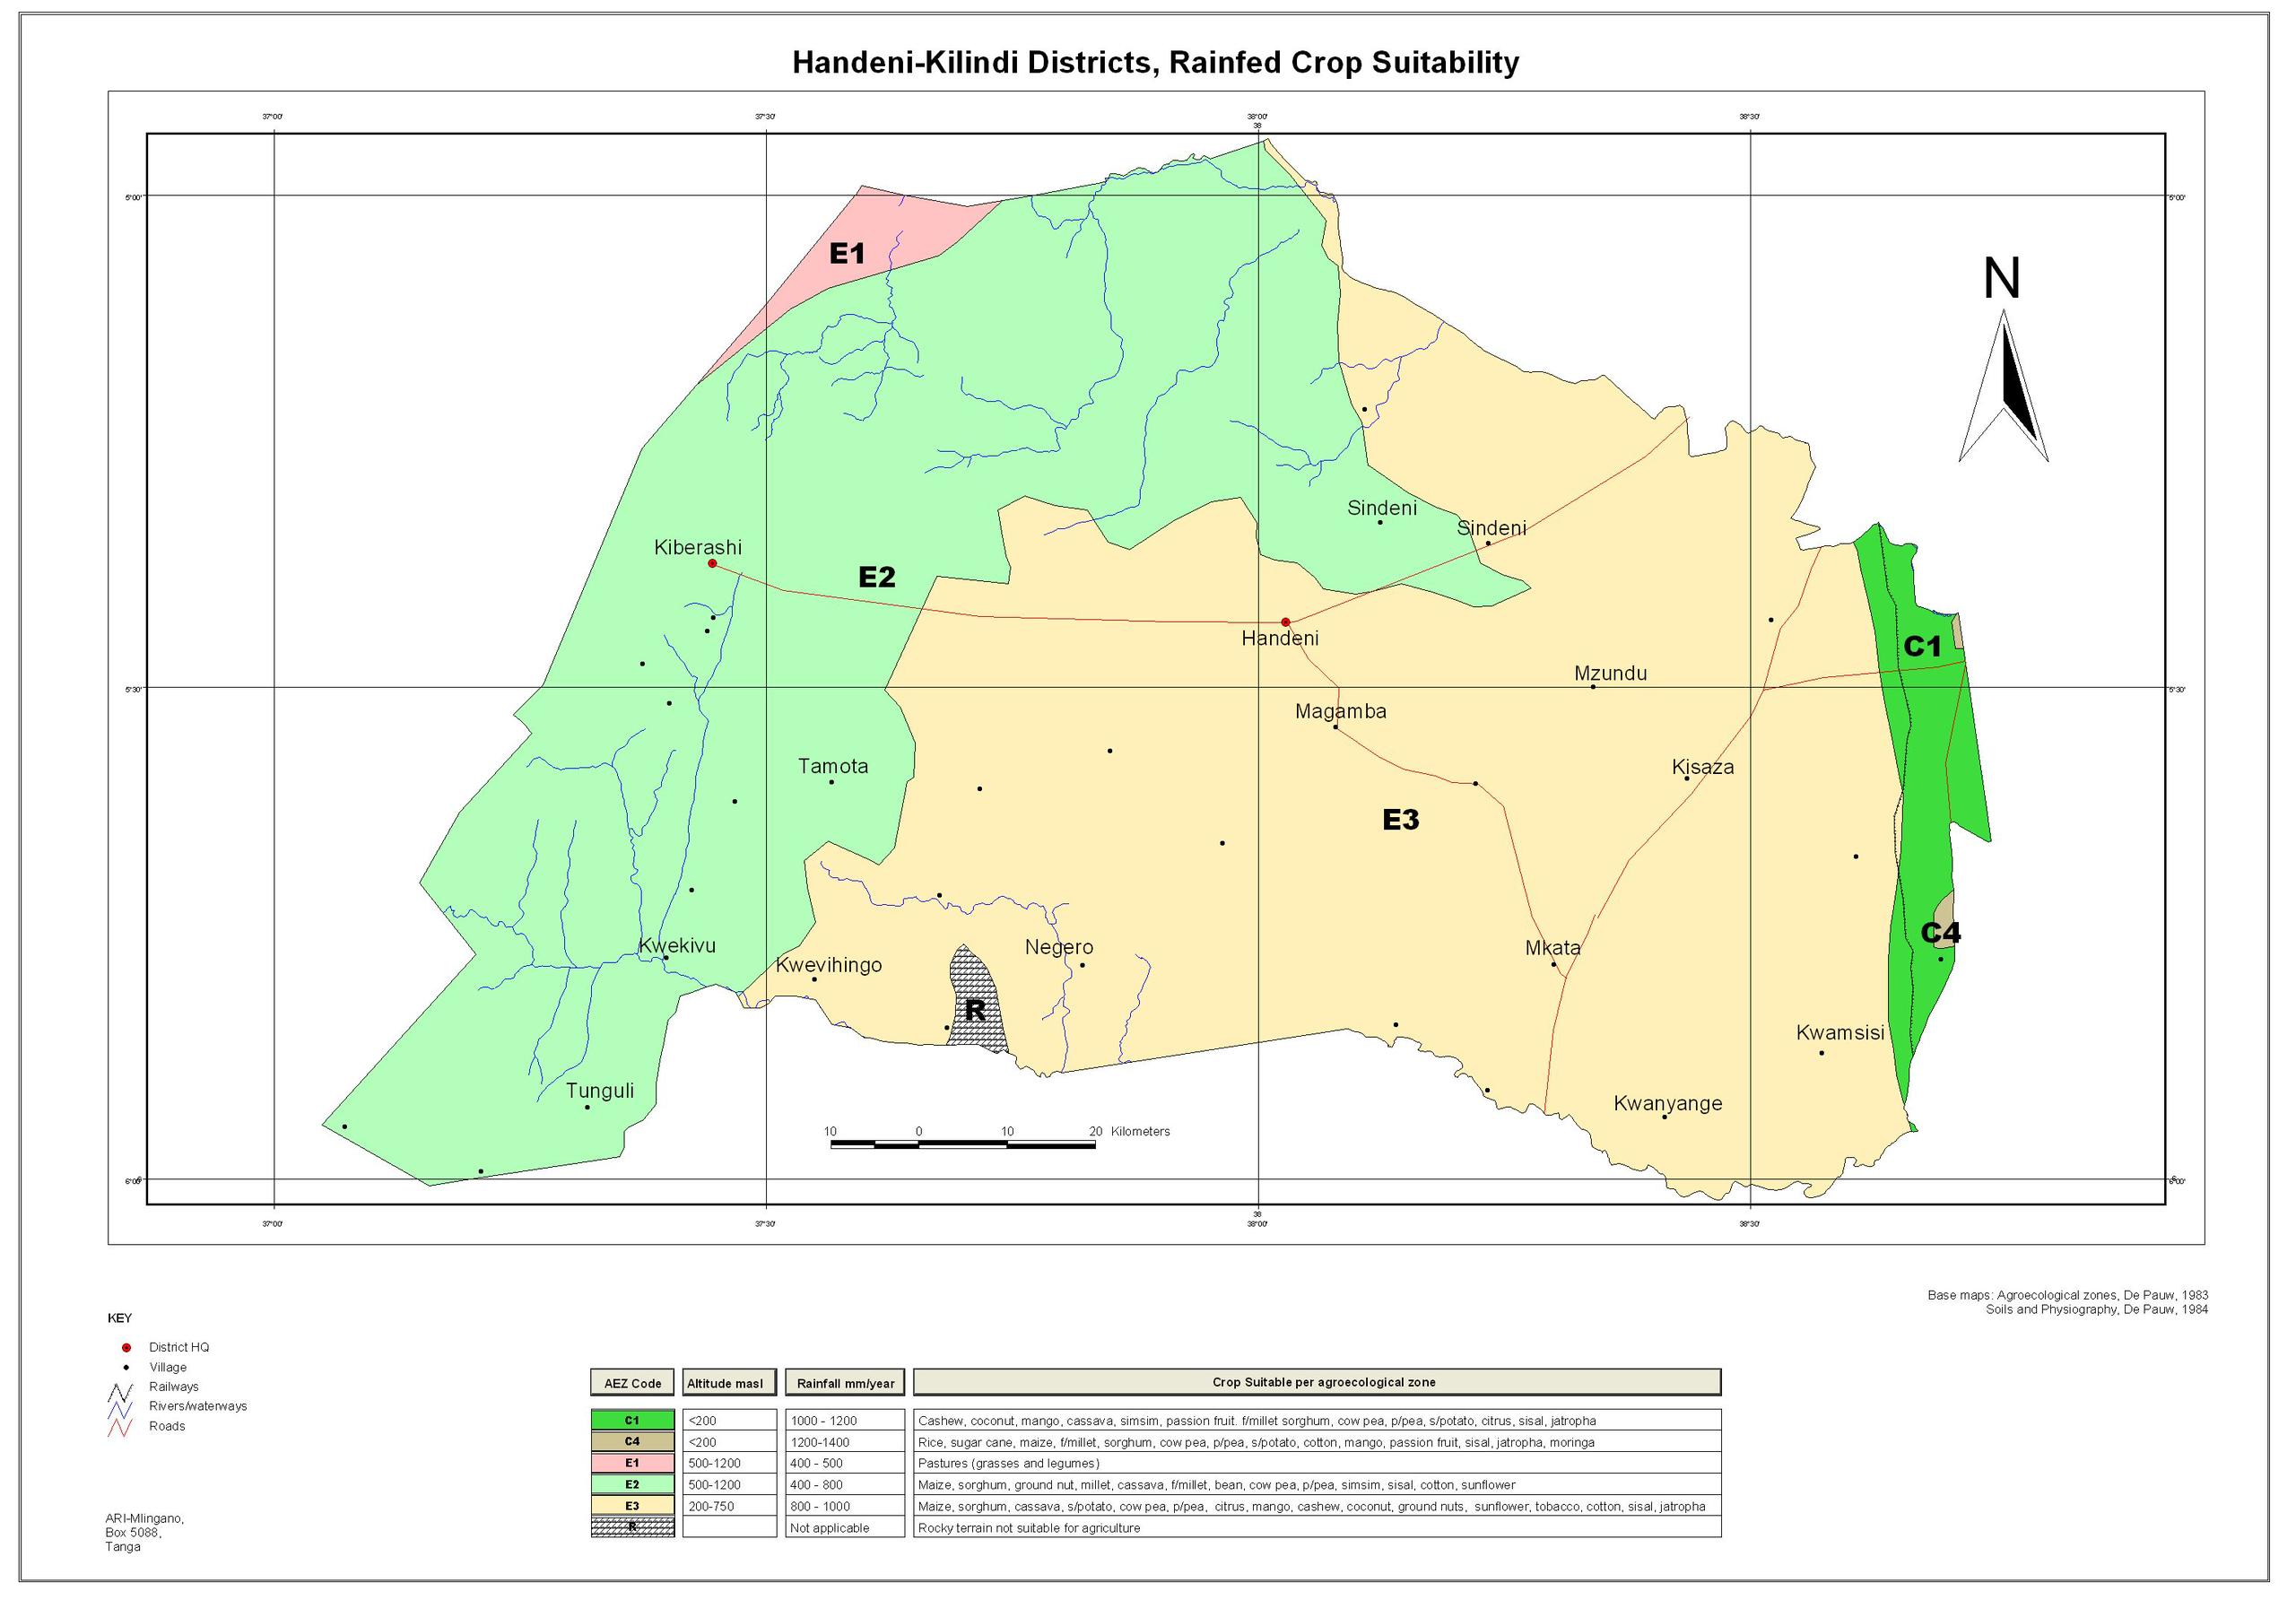 Handeni-Kilindi Districts, Rainfed Crop Suitability
37°00' 37°30' 38°00' 38°30'
38
5°00' 5°00'
E1
N
Sindeni
Sindeni
Kiberashi
E2
Handeni
C1
Mzundu
5°30' 5°30'
Magamba
Tamota
Kisaza
E3
C4
Kwekivu
Negero
Mkata
Kwevihingo
R
Kwamsisi
Tunguli
Kwanyange
10 0 10 20 Kilometers
6°00' 6°00'
38
37°00' 37°30' 38°00' 38°30'
Base maps: Agroecological zones, De Pauw, 1983
Soils and Physiography, De Pauw, 1984
KEY
District HQ
Village
Railways
Rivers/waterways
Roads
AEZ Code Altitude masl Rainfall mm/year Crop Suitable per agroecological zone
C1 <200 1000 - 1200 Cashew, coconut, mango, cassava, simsim, passion fruit. f/millet sorghum, cow pea, p/pea, s/potato, citrus, sisal, jatropha
C4 <200 1200-1400 Rice, sugar cane, maize, f/millet, sorghum, cow pea, p/pea, s/potato, cotton, mango, passion fruit, sisal, jatropha, moringa
E1 500-1200 400 - 500 Pastures (grasses and legumes)
E2 500-1200 400 - 800 Maize, sorghum, ground nut, millet, cassava, f/millet, bean, cow pea, p/pea, simsim, sisal, cotton, sunflower
E3 200-750 800 - 1000 Maize, sorghum, cassava, s/potato, cow pea, p/pea, citrus, mango, cashew, coconut, ground nuts, sunflower, tobacco, cotton, sisal, jatropha
R Not applicable Rocky terrain not suitable for agriculture
ARI-Mlingano,
Box 5088,
Tanga